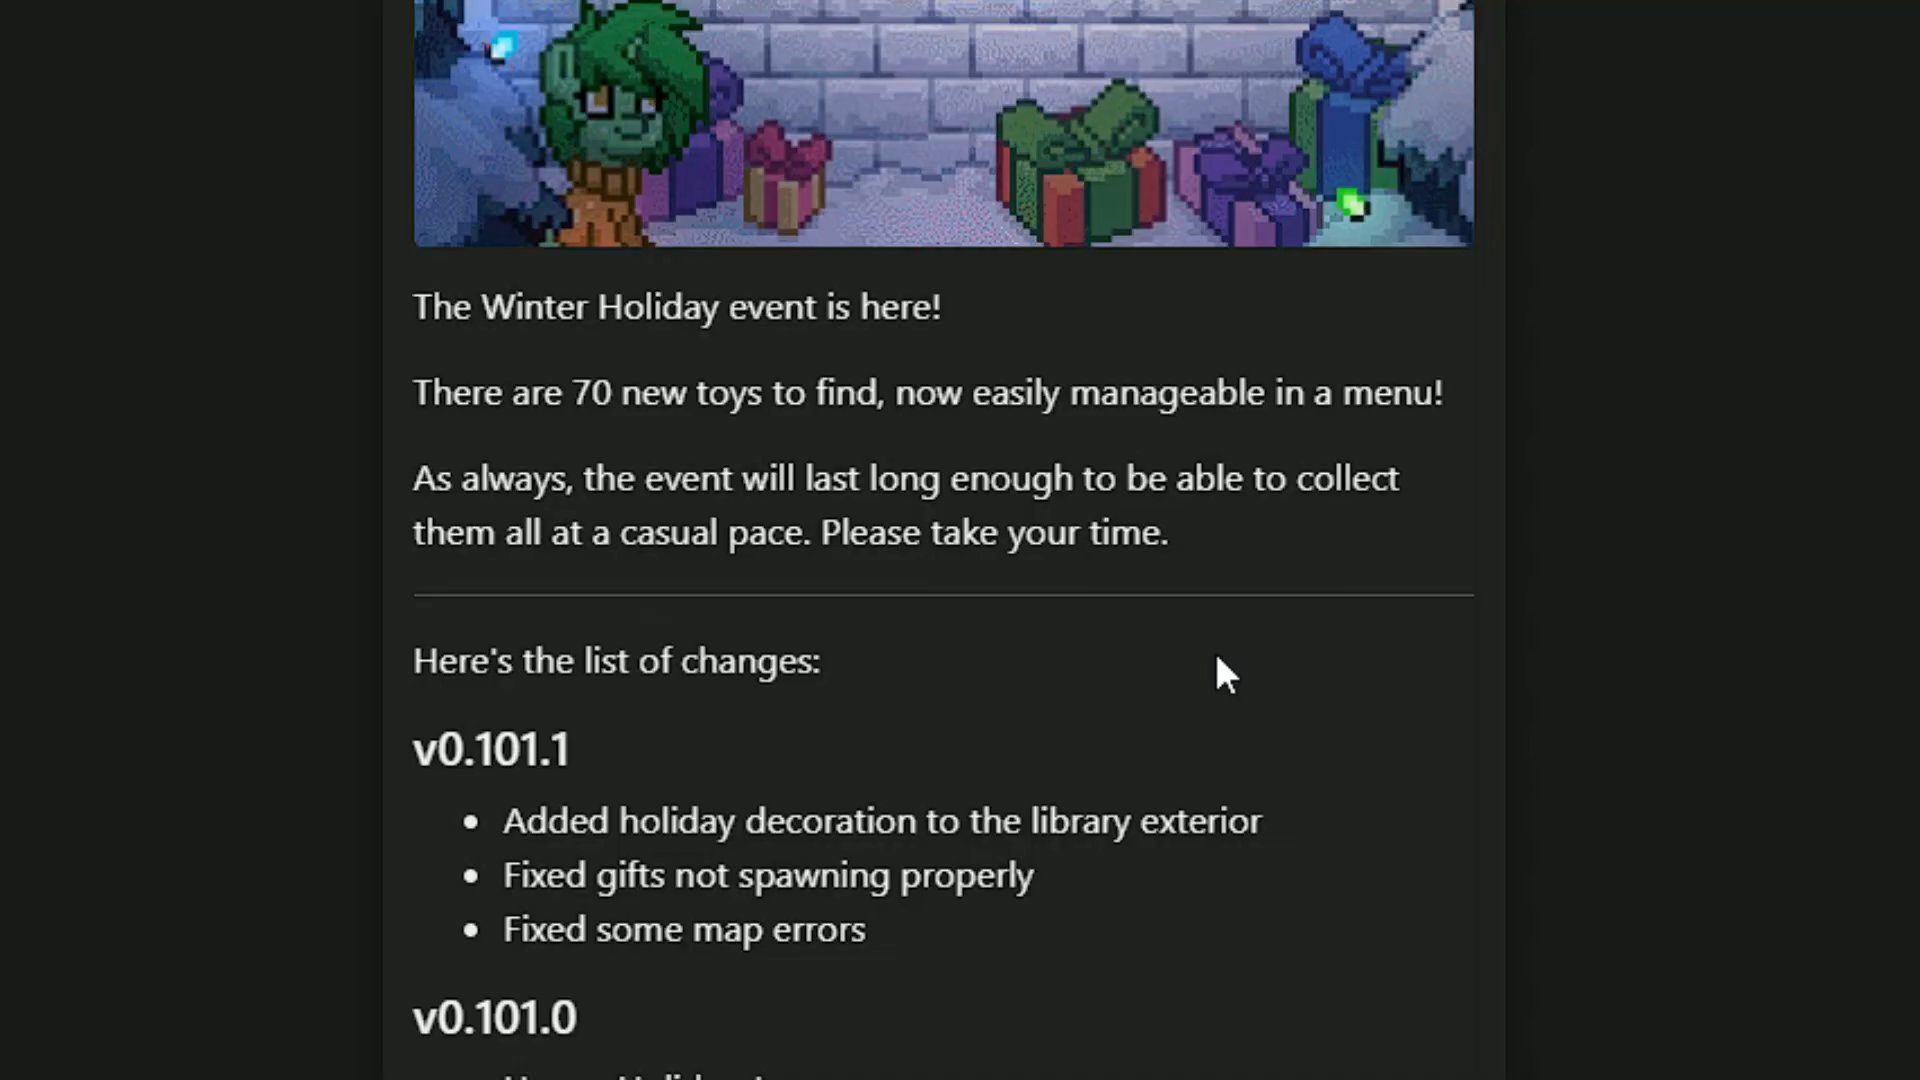 The Winter Holiday event is here!
There are 70 new toys to find, now easily manageable in a menu!
As always, the event will last long enough to be able to collect
them all at a casual pace. Please take your time.
Here's the list of changes:
v0.101.1
• Added holiday decoration to the library exterior
• Fixed gifts not spawning properly
• Fixed some map errors
v0.101.0